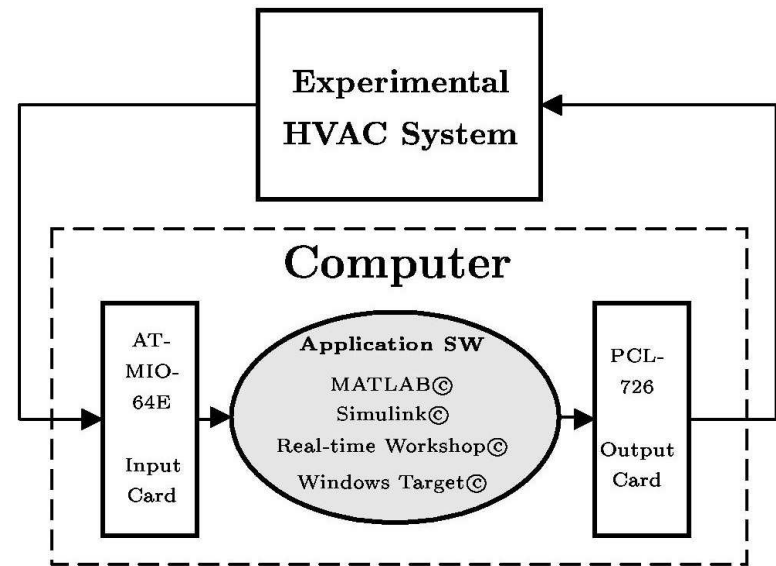 Experimental
HVAC System
Computer
AT-
MIO-
64E
Input
Card
Application SW
MATLAB©
Simulink©
Real-time Workshop©
Windows Target©
PCL-
726
Output
Card